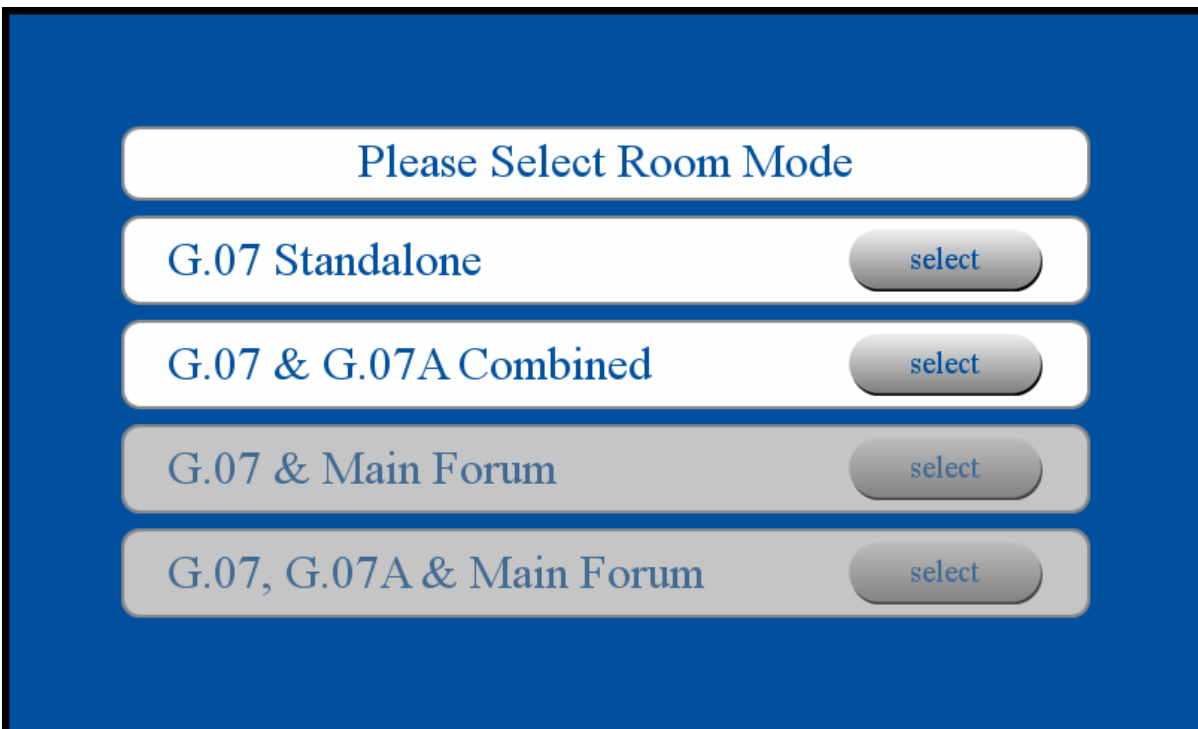 Please Select Room Mode
G.07 Standalone select
G.07 & G.07A Combined select
G.07 & Main Forum select
G.07, G.07A & Main Forum select